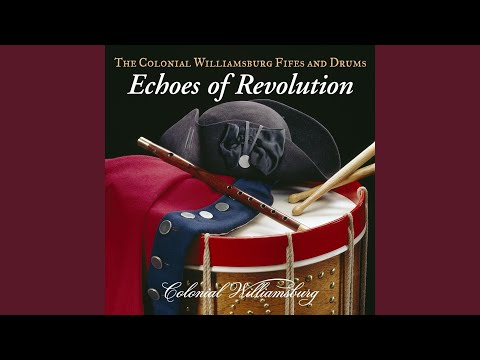 The Colonial Williamsburg Fifes and Drums
Echoes of Revolution
Colonial Williamsburg